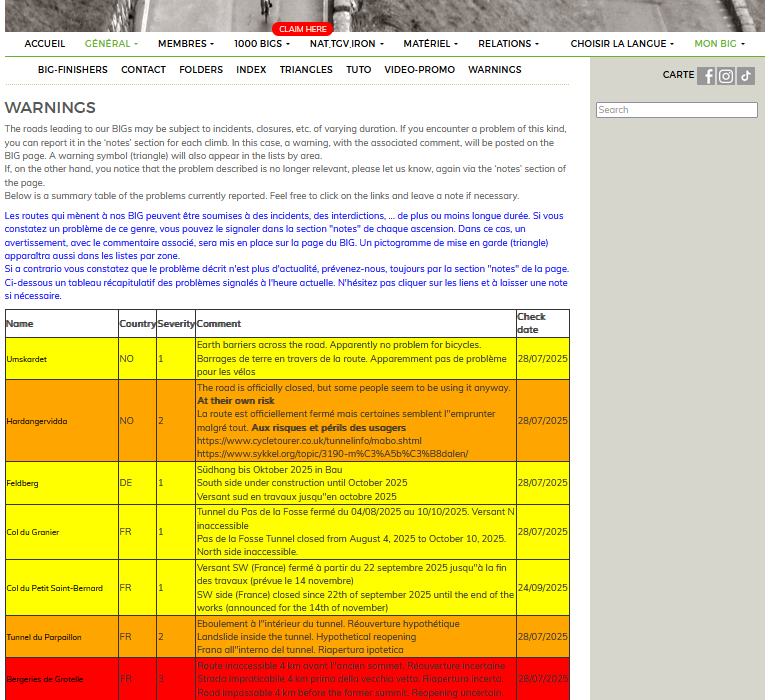 CLAIM HERE
ACCUEIL GÉNÉRAL MEMBRES 1000 BIGS NAT,TGV,IRON MATÉRIEL RELATIONS CHOISIR LA LANGUE MON BIG
BIG-FINISHERS CONTACT FOLDERS INDEX TRIANGLES TUTO VIDEO-PROMO WARNINGS
CARTE
Search
WARNINGS
The roads leading to our BIGs may be subject to incidents, closures, etc. of varying duration. If you encounter a problem of this kind,
you can report it in the 'notes' section for each climb. In this case, a warning, with the associated comment, will be posted on the
BIG page. A warning symbol (triangle) will also appear in the lists by area.
If, on the other hand, you notice that the problem described is no longer relevant, please let us know, again via the 'notes' section of
the page.
Below is a summary table of the problems currently reported. Feel free to click on the links and leave a note if necessary.
Les routes qui mènent à nos BIG peuvent être soumises à des incidents, des interdictions, ... de plus ou moins longue durée. Si vous
constatez un problème de ce genre, vous pouvez le signaler dans la section "notes" de chaque ascension. Dans ce cas, un
avertissement, avec le commentaire associé, sera mis en place sur la page du BIG. Un pictogramme de mise en garde (triangle)
apparaîtra aussi dans les listes par zone.
Si a contrario vous constatez que le problème décrit n'est plus d'actualité, prévenez-nous, toujours par la section "notes" de la page.
Ci-dessous un tableau récapitulatif des problèmes signalés à l'heure actuelle. N'hésitez pas cliquer sur les liens et à laisser une note
si nécessaire.
Name Country Severity Comment Check
date
Earth barriers across the road. Apparently no problem for bicycles.
Umskardet NO 1 Barrages de terre en travers de la route. Apparemment pas de problème 28/07/2025
pour les vélos
The road is officially closed, but some people seem to be using it anyway.
At their own risk
Hardangervidda NO 2 La route est officiellement fermé mais certaines semblent l''emprunter 28/07/2025
malgré tout. Aux risques et périls des usagers
https://www.cycletourer.co.uk/tunnelinfo/mabo.shtml
https://www.sykkel.org/topic/3190-m%C3%A5b%C3%B8dalen/
Südhang bis Oktober 2025 in Bau
Feldberg DE 1 South side under construction until October 2025 28/07/2025
Versant sud en travaux jusqu''en octobre 2025
Tunnel du Pas de la Fosse fermé du 04/08/2025 au 10/10/2025. Versant N
inaccessible
Col du Granier FR 1 Pas de la Fosse Tunnel closed from August 4, 2025 to October 10, 2025. 28/07/2025
North side inaccessible.
Versant SW (France) fermé à partir du 22 septembre 2025 jusqu''à la fin
des travaux (prévue le 14 novembre)
Col du Petit Saint-Bernard FR 1 SW side (France) closed since 22th of september 2025 until the end of the 24/09/2025
works (announced for the 14th of november)
Eboulement à l''intérieur du tunnel. Réouverture hypothétique
Tunnel du Parpaillon FR 2 Landslide inside the tunnel. Hypothetical reopening 28/07/2025
Frana all''interno del tunnel. Riapertura ipotetica
Route inaccessible 4 km avant l''ancien sommet. Réouverture incertaine
Bergeries de Grotelle FR 3 Strada impraticabile 4 km prima della vecchia vetta. Riapertura incerta. 28/07/2025
Road impassable 4 km before the former summit. Reopening uncertain